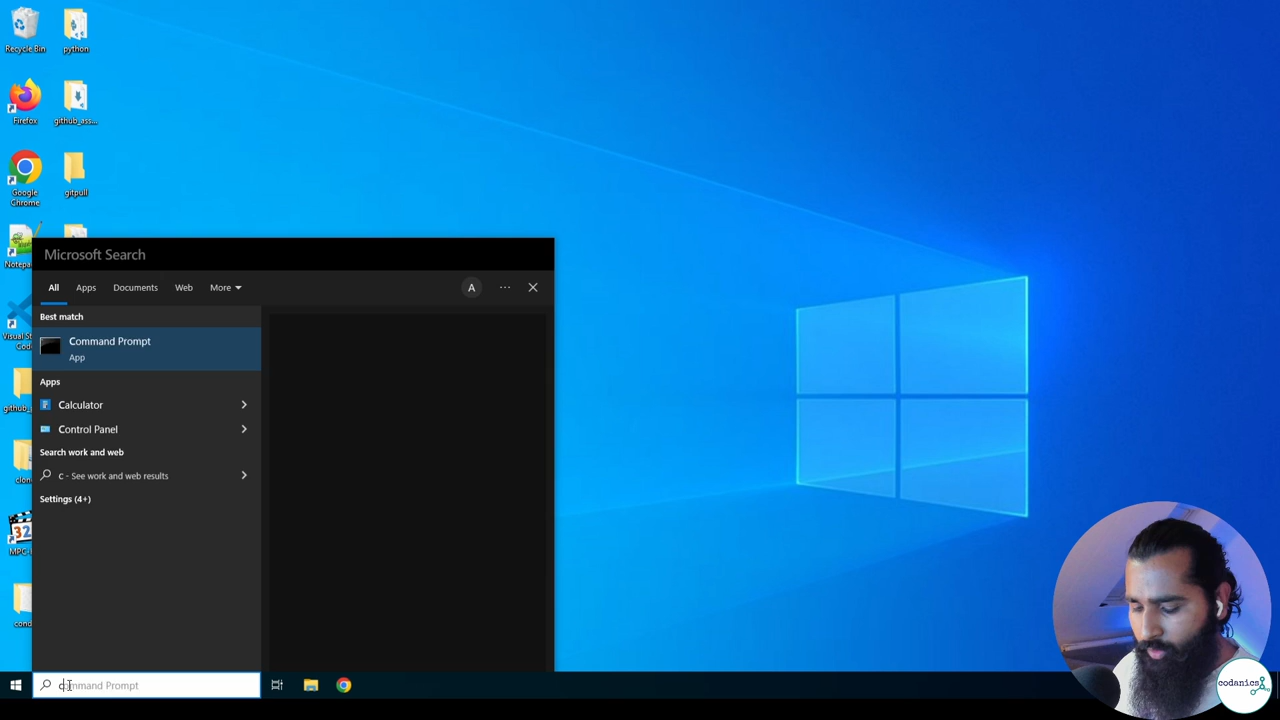 Recycle Bin
python
Firefox
github_ass...
Google
Chrome
gitpull
Microsoft Search
All
Apps
Documents
Web
More
A
Best match
Command Prompt
App
Apps
Calculator
Control Panel
Search work and web
c - See work and web results
Settings (4+)
command Prompt
codanics